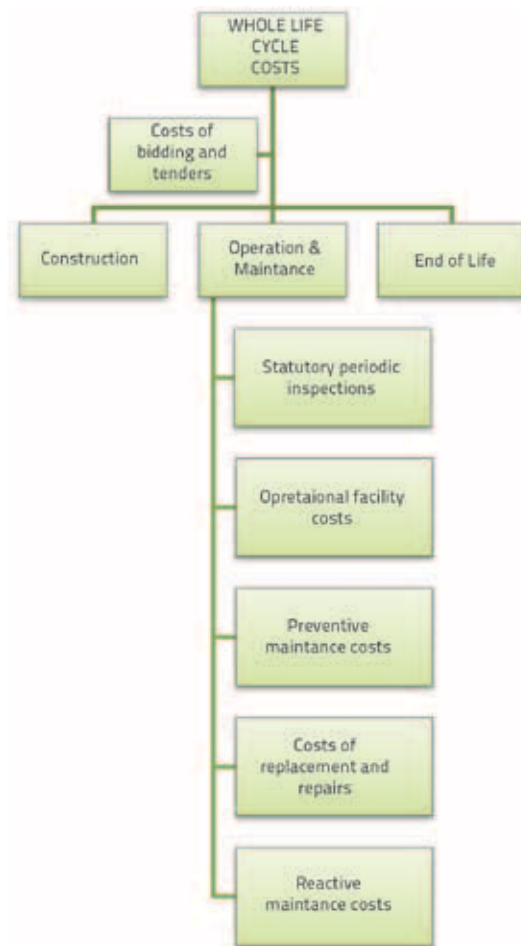 WHOLE LIFE
CYCLE
COSTS
Costs of
bidding and
tenders
Construction
Operation &
Maintance
End of Life
Statutory periodic
inspections
Opretaional facility
costs
Preventive
maintance costs
Costs of
replacement and
repairs
Reactive
maintance costs